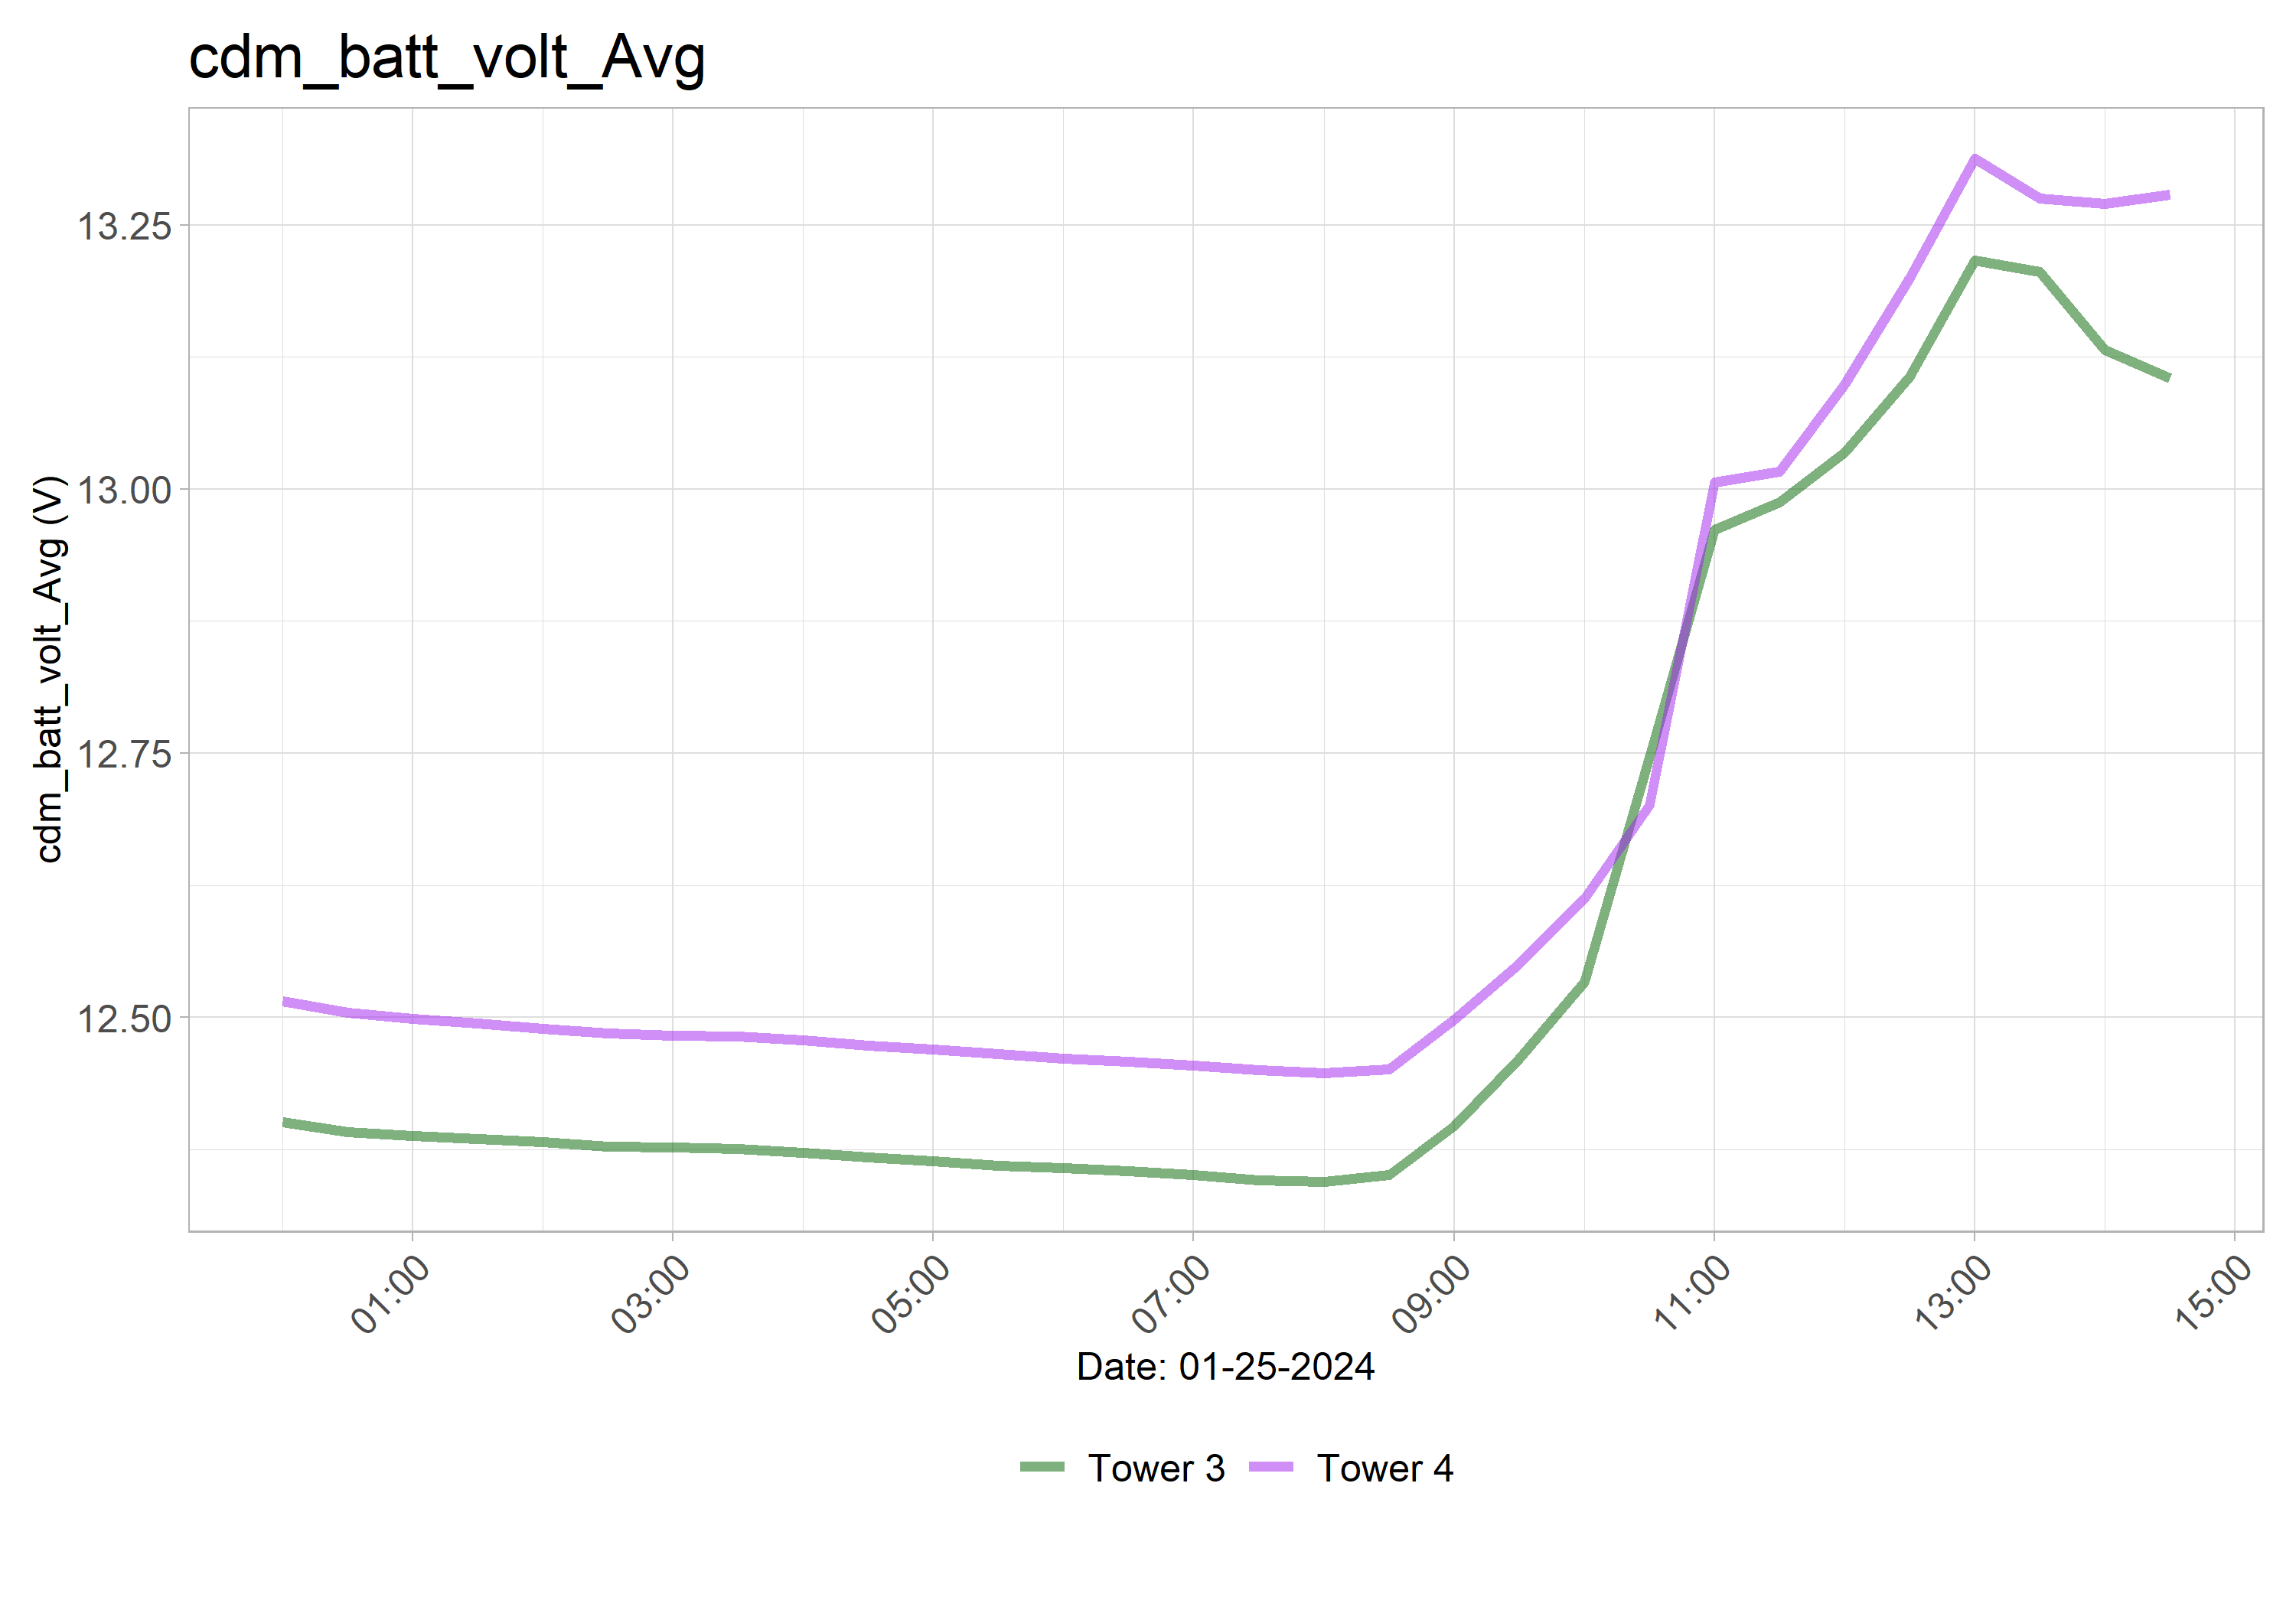 cdm_batt_volt_Avg
cdm_batt_volt_Avg (V)
13.25
13.00
12.75
12.50
01:00 03:00 05:00 07:00 09:00 11:00 13:00 15:00
Date: 01-25-2024
Tower 3 Tower 4